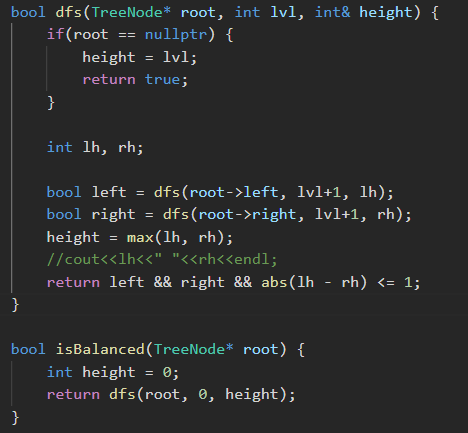 bool dfs(TreeNode* root, int lvl, int& height) {
    if(root == nullptr) {
        height = lvl;
        return true;
    }

    int lh, rh;

    bool left = dfs(root->left, lvl+1, lh);
    bool right = dfs(root->right, lvl+1, rh);
    height = max(lh, rh);
    //cout<<lh<<" "<<rh<<endl;
    return left && right && abs(lh - rh) <= 1;
}

bool isBalanced(TreeNode* root) {
    int height = 0;
    return dfs(root, 0, height);
}